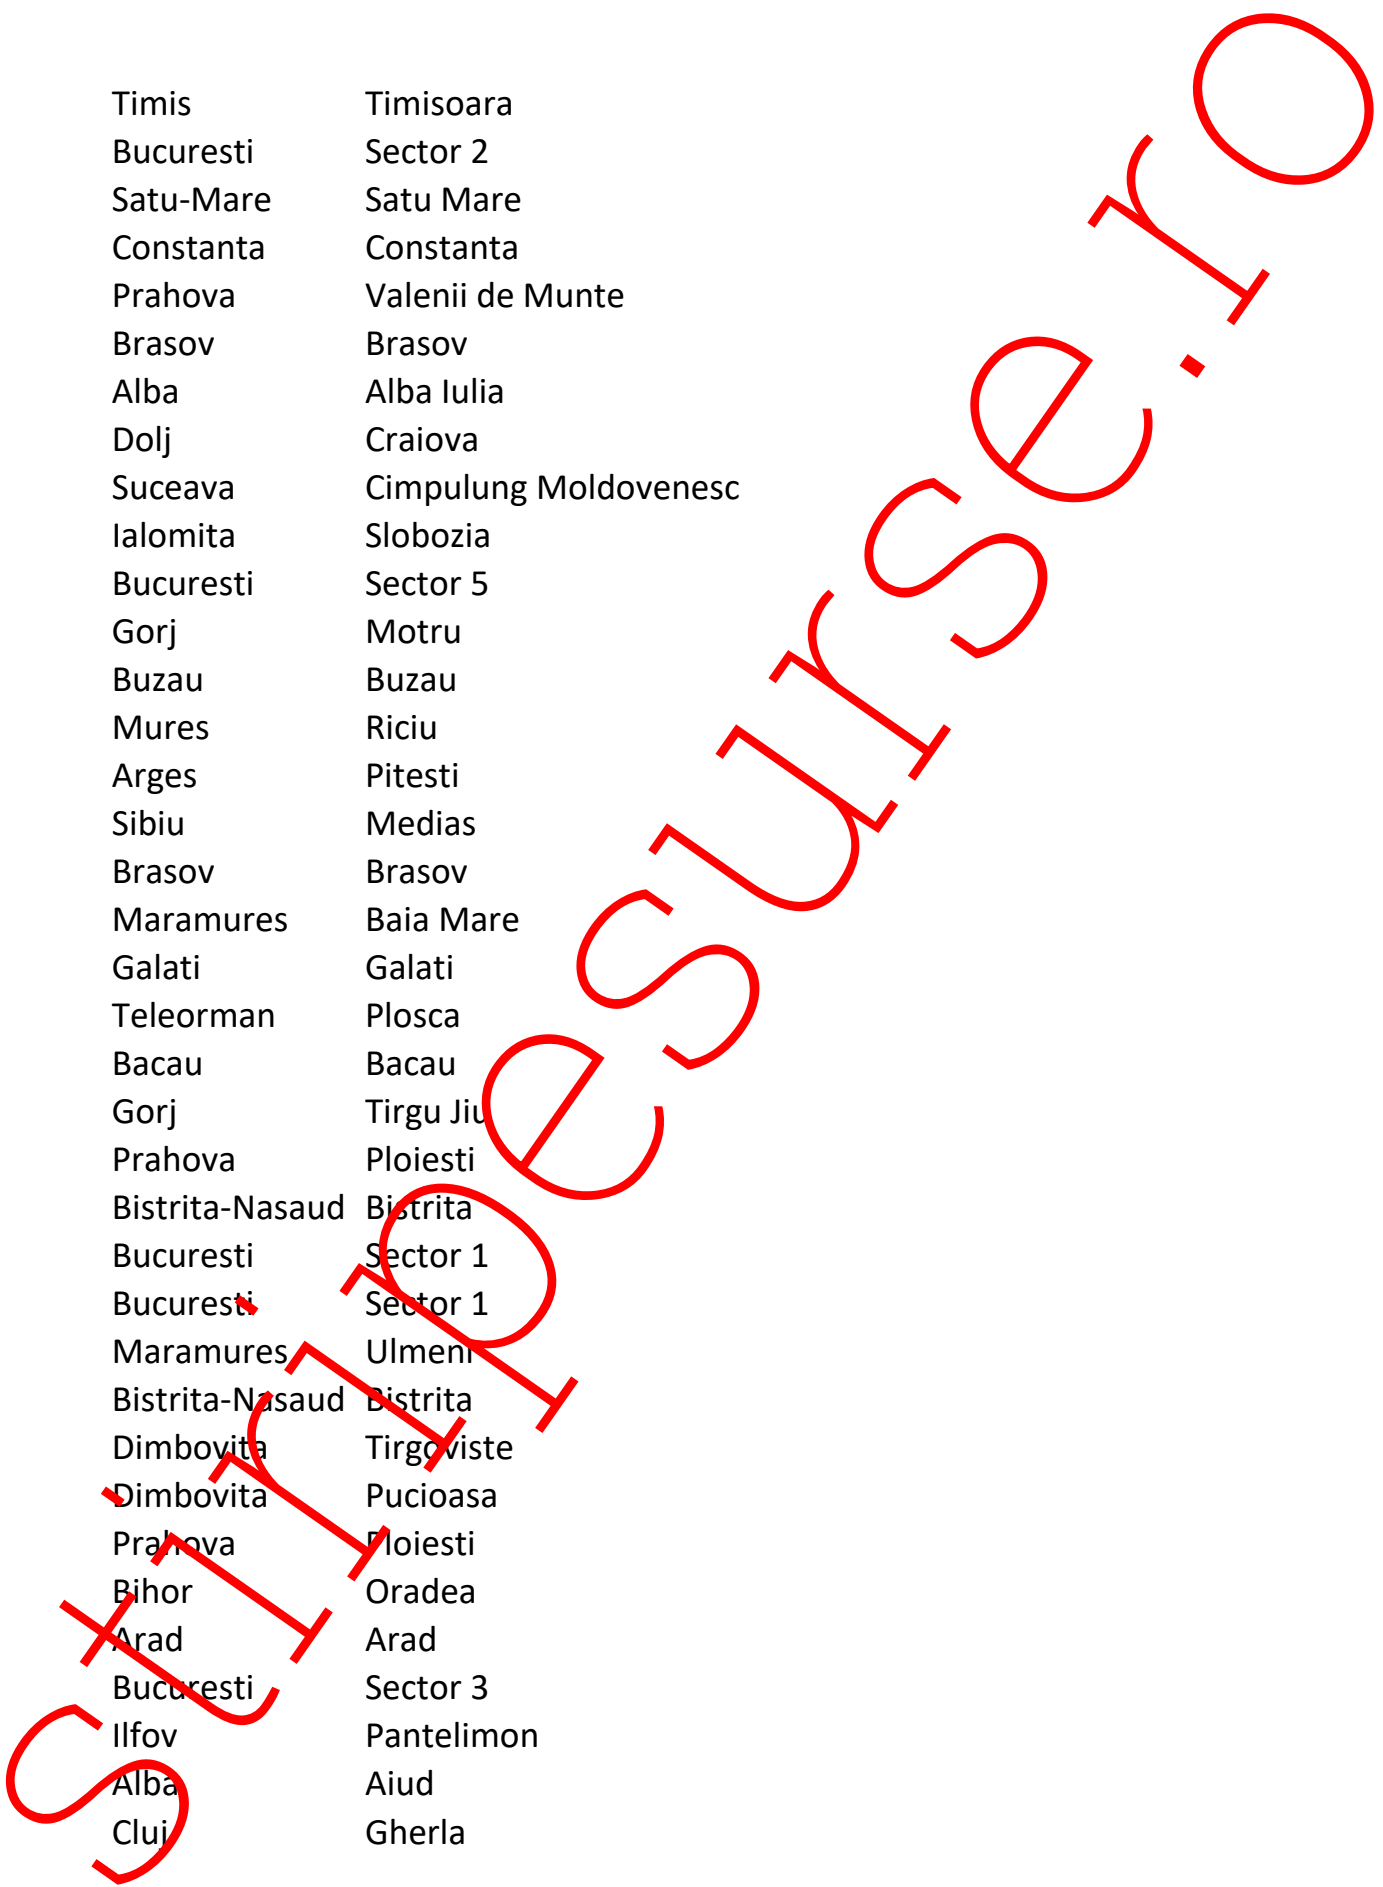 Timis Timisoara
Bucuresti Sector 2
Satu-Mare Satu Mare
Constanta Constanta
Prahova Valenii de Munte
Brasov Brasov
Alba Alba Iulia
Dolj Craiova
Suceava Cimpulung Moldovenesc
Ialomita Slobozia
Bucuresti Sector 5
Gorj Motru
Buzau Buzau
Mures Riciu
Arges Pitesti
Sibiu Medias
Brasov Brasov
Maramures Baia Mare
Galati Galati
Teleorman Plosca
Bacau Bacau
Gorj Tirgu Jiu
Prahova Ploiesti
Bistrita-Nasaud Bistrita
Bucuresti Sector 1
Bucuresti Sector 1
Maramures Ulmeni
Bistrita-Nasaud Bistrita
Dimbovita Tirgoviste
Dimbovita Pucioasa
Prahova Ploiesti
Bihor Oradea
Arad Arad
Bucuresti Sector 3
Ilfov Pantelimon
Alba Aiud
Cluj Gherla
stiripesurse.ro